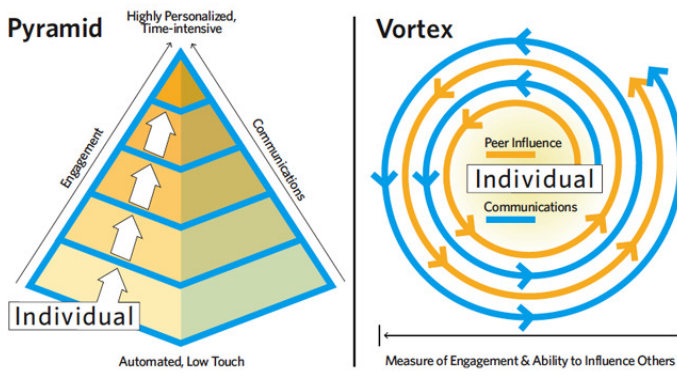 Pyramid
Highly Personalized,
Time-intensive
Engagement
Communications
Individual
Automated, Low Touch
Vortex
Peer Influence
Individual
Communications
Measure of Engagement & Ability to Influence Others